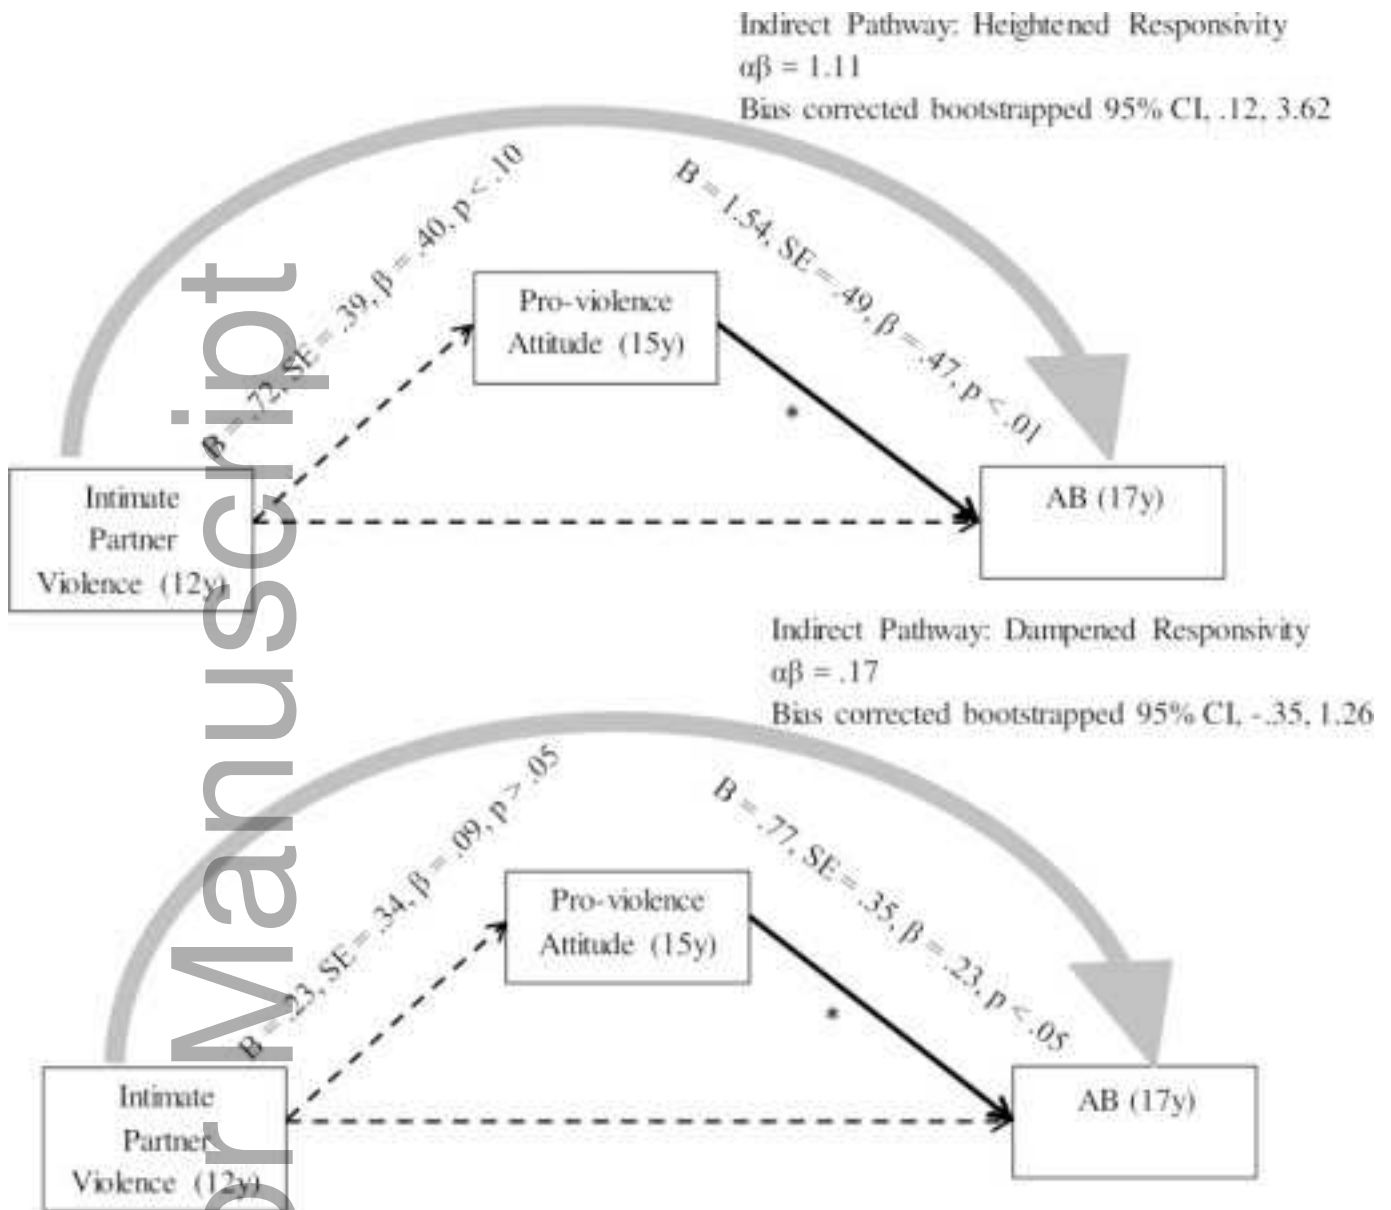 Indirect Pathway: Heightened Responsivity
αβ = 1.11
Bias corrected bootstrapped 95% CI, .12, 3.62
B = .72, SE = .39, β = .40, p < .10
B = 1.54, SE = .49, β = .47, p < .01
Pro-violence
Attitude (15y)
*
Intimate
Partner
Violence (12y)
AB (17y)
Indirect Pathway: Dampened Responsivity
αβ = .17
Bias corrected bootstrapped 95% CI, -.35, 1.26
B = .23, SE = .34, β = .09, p > .05
B = .77, SE = .35, β = .23, p < .05
Pro-violence
Attitude (15y)
*
Intimate
Partner
Violence (12y)
AB (17y)
r Manuscript